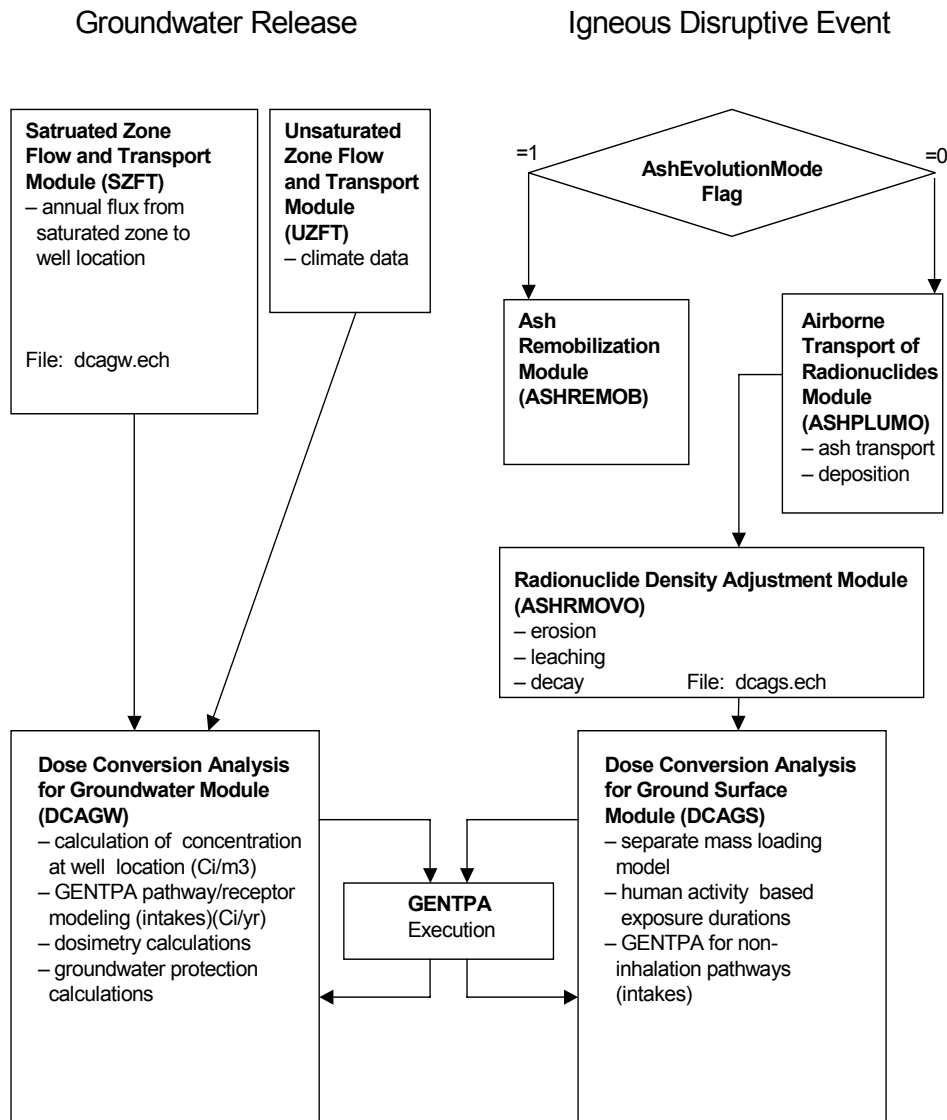 Groundwater Release
Igneous Disruptive Event
Satruated Zone
Flow and Transport
Module (SZFT)
– annual flux from
saturated zone to
well location
File: dcagw.ech
Unsaturated
Zone Flow
and Transport
Module
(UZFT)
– climate data
=1
AshEvolutionMode
Flag
=0
Ash
Remobilization
Module
(ASHREMOB)
Airborne
Transport of
Radionuclides
Module
(ASHPLUMO)
– ash transport
– deposition
Radionuclide Density Adjustment Module
(ASHRMOVO)
– erosion
– leaching
– decay
File: dcags.ech
Dose Conversion Analysis
for Groundwater Module
(DCAGW)
– calculation of concentration
at well location (Ci/m3)
– GENTPA pathway/receptor
modeling (intakes)(Ci/yr)
– dosimetry calculations
– groundwater protection
calculations
GENTPA
Execution
Dose Conversion Analysis
for Ground Surface
Module (DCAGS)
– separate mass loading
model
– human activity based
exposure durations
– GENTPA for non-
inhalation pathways
(intakes)